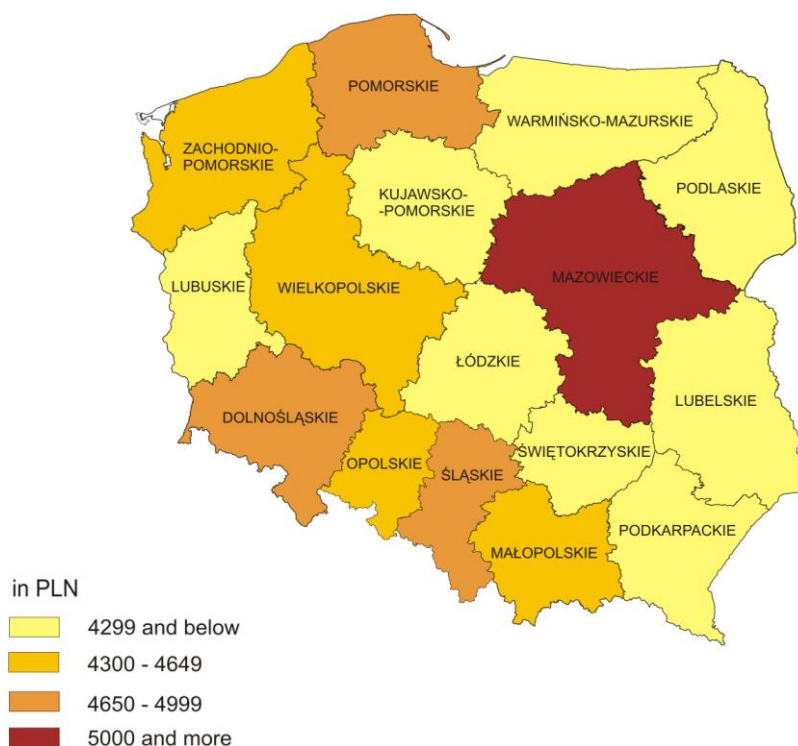 POMORSKIE
WARMIŃSKO-MAZURSKIE
ZACHODNIO-
POMORSKIE
PODLASKIE
KUJAWSKO-
-POMORSKIE
MAZOWIECKIE
LUBUSKIE
WIELKOPOLSKIE
ŁÓDZKIE
LUBELSKIE
DOLNOŚLĄSKIE
ŚWIĘTOKRZYSKIE
OPOLSKIE
ŚLĄSKIE
PODKARPACKIE
MAŁOPOLSKIE
in PLN
4299 and below
4300 - 4649
4650 - 4999
5000 and more